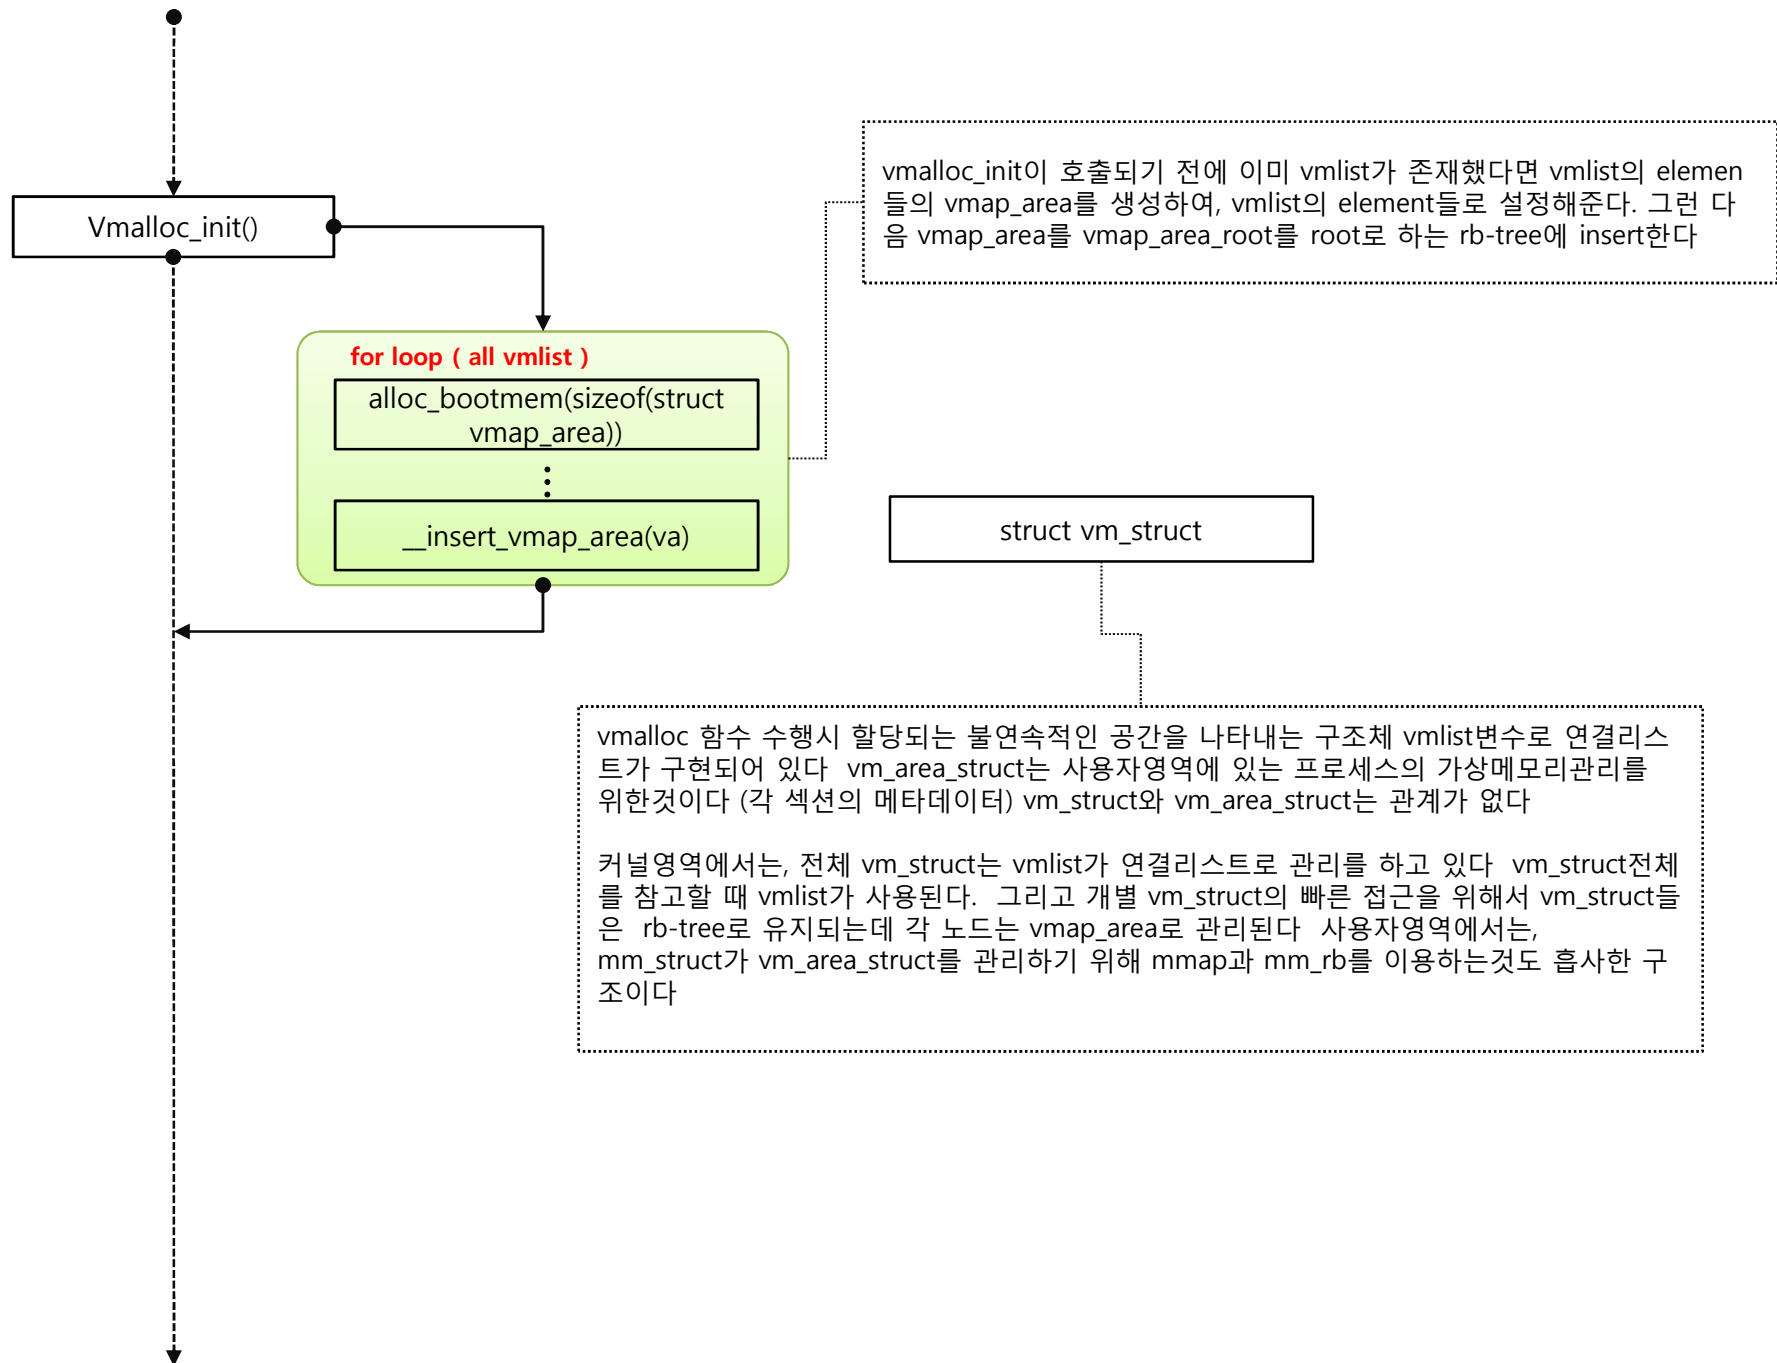 Vmalloc_init()
vmalloc_init이 호출되기 전에 이미 vmlist가 존재했다면 vmlist의 elemen
들의 vmap_area를 생성하여, vmlist의 element들로 설정해준다. 그런 다
음 vmap_area를 vmap_area_root를 root로 하는 rb-tree에 insert한다
for loop ( all vmlist )
alloc_bootmem(sizeof(struct
vmap_area))
__insert_vmap_area(va)
struct vm_struct
vmalloc 함수 수행시 할당되는 불연속적인 공간을 나타내는 구조체 vmlist변수로 연결리스
트가 구현되어 있다  vm_area_struct는 사용자영역에 있는 프로세스의 가상메모리관리를
위한것이다 (각 섹션의 메타데이터) vm_struct와 vm_area_struct는 관계가 없다
커널영역에서는, 전체 vm_struct는 vmlist가 연결리스트로 관리를 하고 있다  vm_struct전체
를 참고할 때 vmlist가 사용된다.  그리고 개별 vm_struct의 빠른 접근을 위해서 vm_struct들
은  rb-tree로 유지되는데 각 노드는 vmap_area로 관리된다  사용자영역에서는,
mm_struct가 vm_area_struct를 관리하기 위해 mmap과 mm_rb를 이용하는것도 흡사한 구
조이다